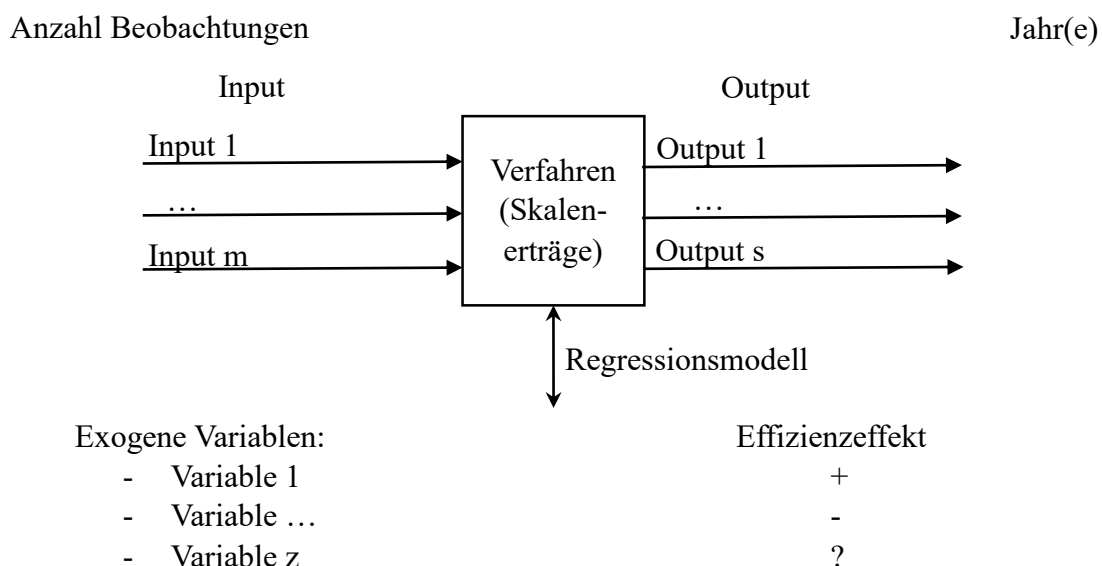 Anzahl Beobachtungen Jahr(e)
Input Output
Input 1
…
Input m
Verfahren
(Skalen-
erträge)
Output 1
…
Output s
Regressionsmodell
Exogene Variablen: Effizienzeffekt
- Variable 1 +
- Variable … -
- Variable z ?